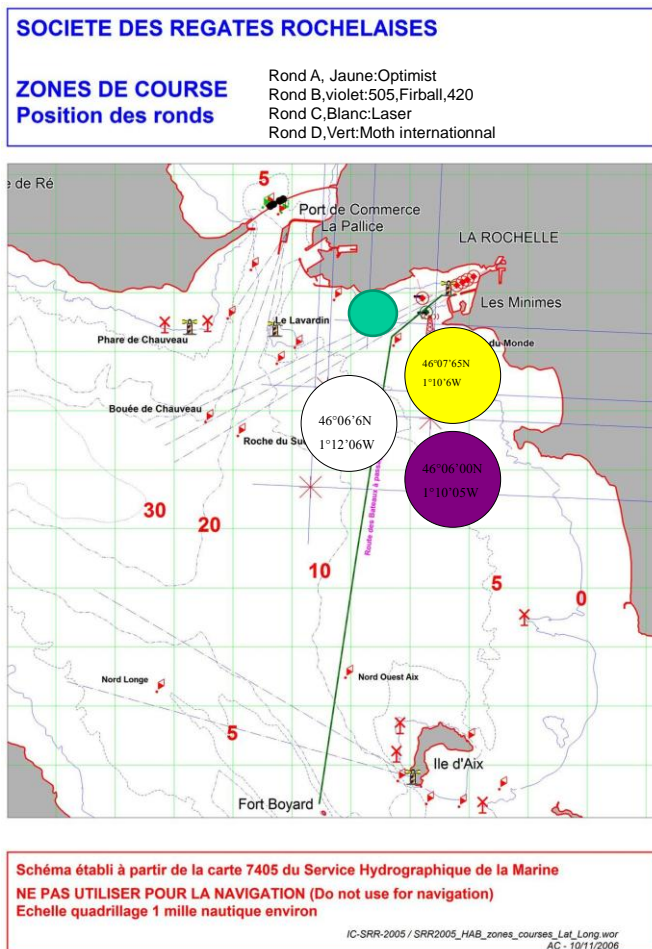 SOCIETE DES REGATES ROCHELAISES
ZONES DE COURSE
Position des ronds
Rond A, Jaune:Optimist
Rond B,violet:505,Firball,420
Rond C,Blanc:Laser
Rond D,Vert:Moth internationnal
e de Ré
5
Port de Commerce
La Pallice
LA ROCHELLE
Les Minimes
Le Lavardin
Phare de Chauveau
du Monde
46°07'65N
1°10'6W
Bouée de Chauveau
46°06'6N
1°12'06W
Roche du Su
46°06'00N
1°10'05W
Route des Bateaux à passa
30
20
10
5
0
Nord Longe
Nord Ouest Aix
5
Ile d'Aix
Fort Boyard
Schéma établi à partir de la carte 7405 du Service Hydrographique de la Marine
NE PAS UTILISER POUR LA NAVIGATION (Do not use for navigation)
Echelle quadrillage 1 mille nautique environ
IC-SRR-2005 / SRR2005_HAB_zones_courses_Lat_Long.wor
AC - 10/11/2006